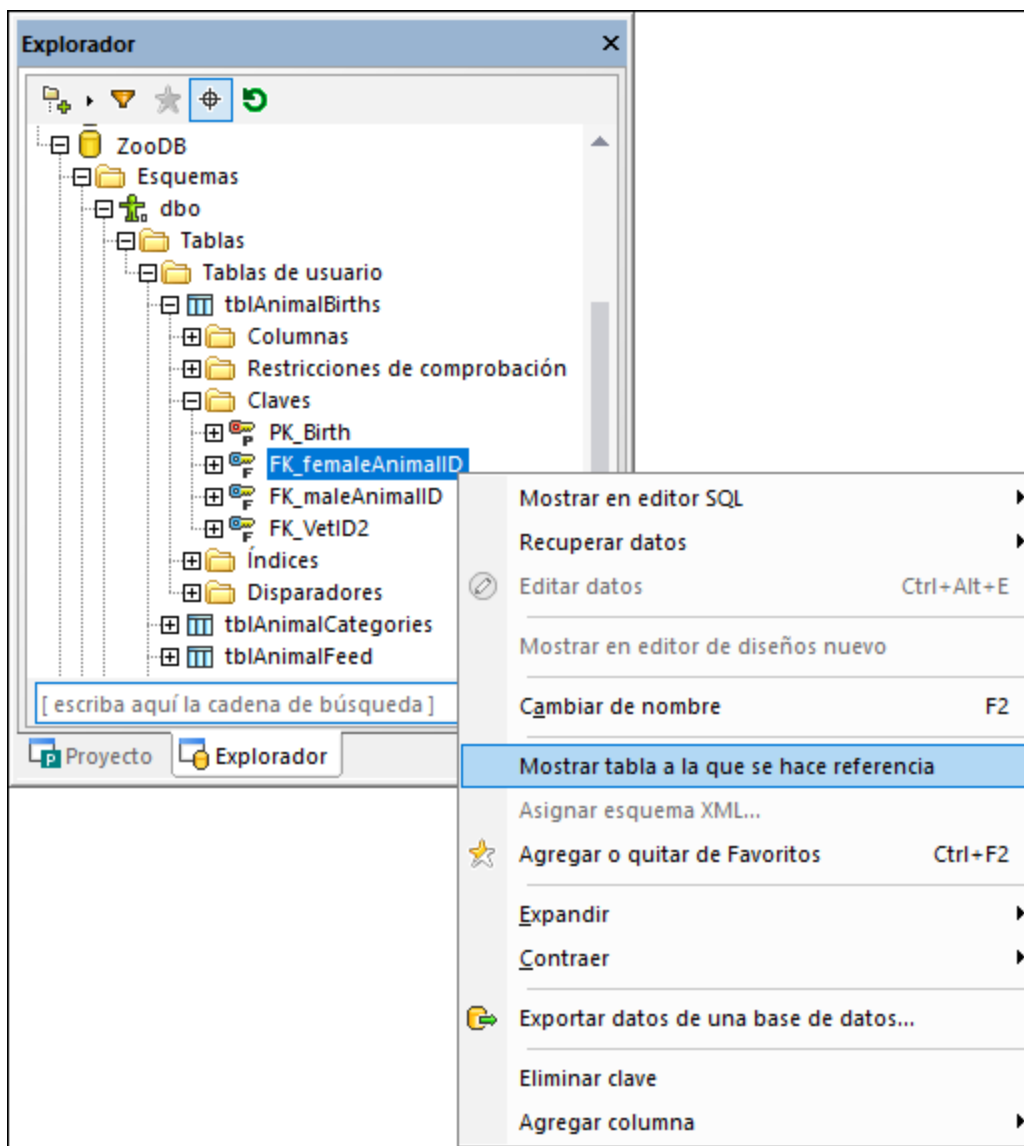 Explorador
ZooDB
Esquemas
dbo
Tablas
Tablas de usuario
tblAnimalBirths
Columnas
Restricciones de comprobación
Claves
PK_Birth
FK_femaleAnimalID
FK_maleAnimalID
FK_VetID2
Índices
Disparadores
tblAnimalCategories
tblAnimalFeed
[ escriba aquí la cadena de búsqueda ]
Proyecto Explorador
Mostrar en editor SQL
Recuperar datos
Editar datos Ctrl+Alt+E
Mostrar en editor de diseños nuevo
Cambiar de nombre F2
Mostrar tabla a la que se hace referencia
Asignar esquema XML...
Agregar o quitar de Favoritos Ctrl+F2
Expandir
Contraer
Exportar datos de una base de datos...
Eliminar clave
Agregar columna